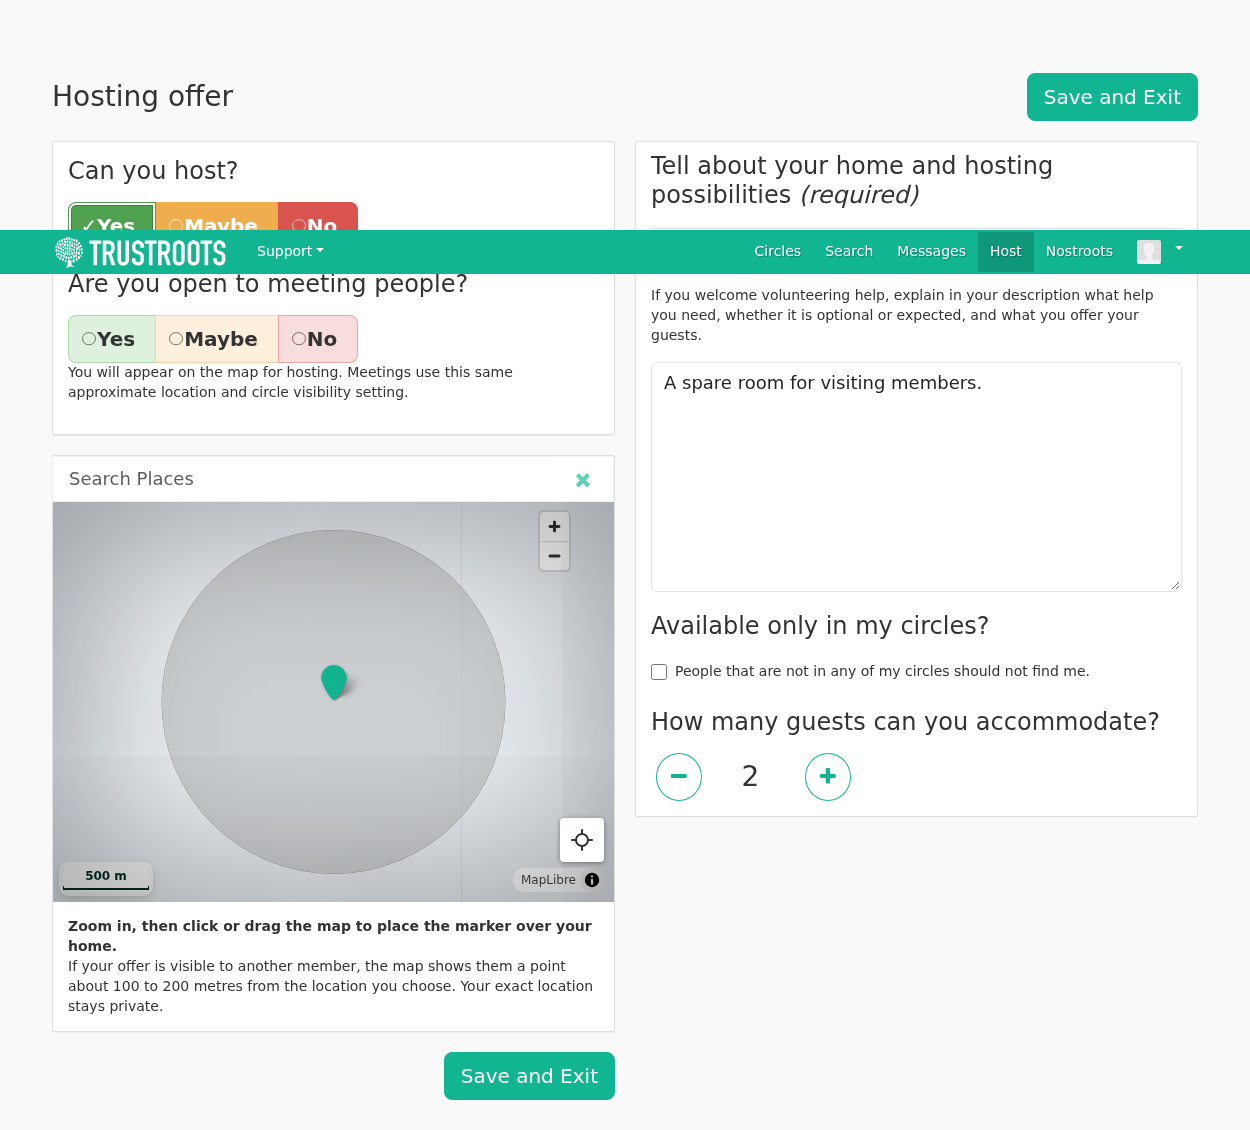 Hosting offer
Save and Exit
Can you host?
✓Yes
Maybe
No
TRUSTROOTS
Support
Circles
Search
Messages
Host
Nostroots
Are you open to meeting people?
Yes
Maybe
No
You will appear on the map for hosting. Meetings use this same
approximate location and circle visibility setting.
Search Places
500 m
MapLibre
Zoom in, then click or drag the map to place the marker over your
home.
If your offer is visible to another member, the map shows them a point
about 100 to 200 metres from the location you choose. Your exact location
stays private.
Save and Exit
Tell about your home and hosting
possibilities (required)
If you welcome volunteering help, explain in your description what help
you need, whether it is optional or expected, and what you offer your
guests.
A spare room for visiting members.
Available only in my circles?
People that are not in any of my circles should not find me.
How many guests can you accommodate?
2